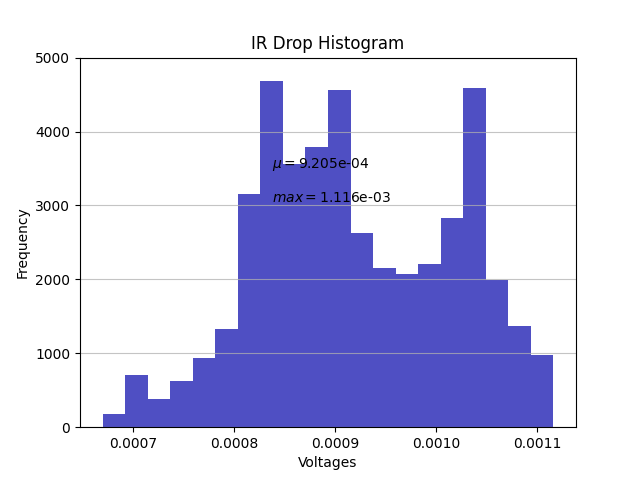 IR Drop Histogram
5000
4000
3000
2000
1000
0
Frequency
μ = 9.205e-04
max = 1.116e-03
0.0007 0.0008 0.0009 0.0010 0.0011
Voltages